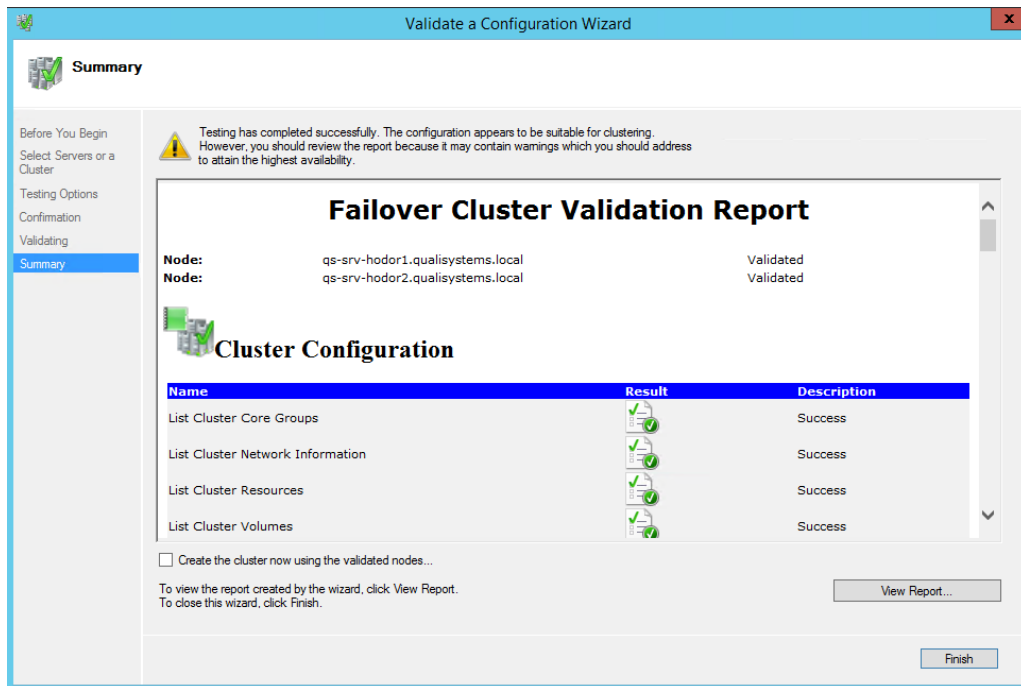 Validate a Configuration Wizard
x
Summary
Before You Begin
Select Servers or a
Cluster
Testing Options
Confirmation
Validating
Summary
Testing has completed successfully. The configuration appears to be suitable for clustering.
However, you should review the report because it may contain warnings which you should address
to attain the highest availability.
Failover Cluster Validation Report
Node: qs-srv-hodor1.qualisystems.local Validated
Node: qs-srv-hodor2.qualisystems.local Validated
Cluster Configuration
Name Result Description
List Cluster Core Groups Success
List Cluster Network Information Success
List Cluster Resources Success
List Cluster Volumes Success
Create the cluster now using the validated nodes...
To view the report created by the wizard, click View Report.
To close this wizard, click Finish.
View Report...
Finish